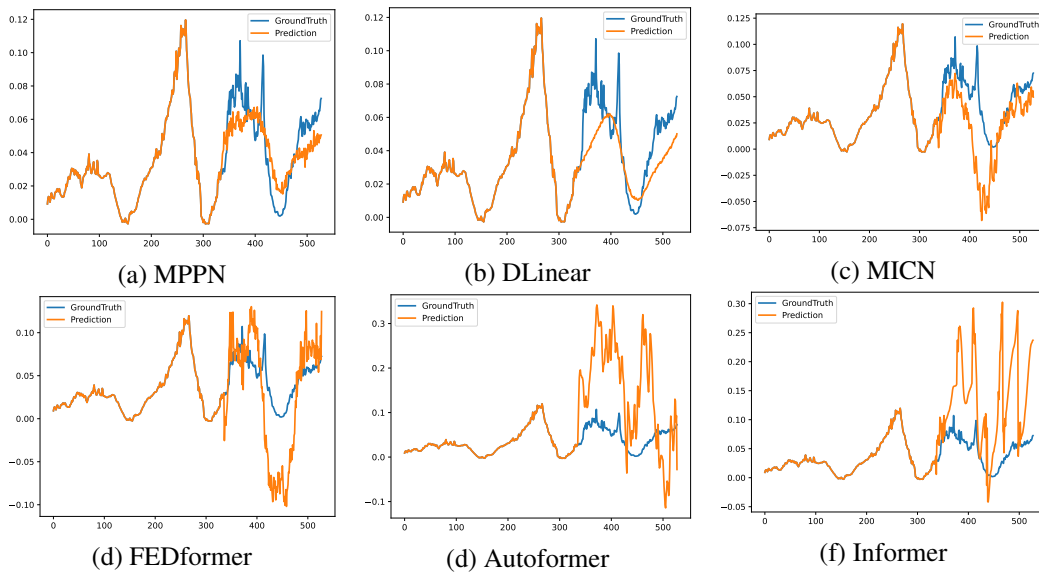 0.12
0.10
0.08
0.06
0.04
0.02
0.00
0 100 200 300 400 500
GroundTruth
Prediction
(a) MPPN
0.12
0.10
0.08
0.06
0.04
0.02
0.00
0 100 200 300 400 500
GroundTruth
Prediction
(b) DLinear
0.125
0.100
0.075
0.050
0.025
0.000
−0.025
−0.050
−0.075
0 100 200 300 400 500
GroundTruth
Prediction
(c) MICN
0.10
0.05
0.00
−0.05
−0.10
0 100 200 300 400 500
GroundTruth
Prediction
(d) FEDformer
0.3
0.2
0.1
0.0
−0.1
0 100 200 300 400 500
GroundTruth
Prediction
(d) Autoformer
0.30
0.25
0.20
0.15
0.10
0.05
0.00
−0.05
0 100 200 300 400 500
GroundTruth
Prediction
(f) Informer